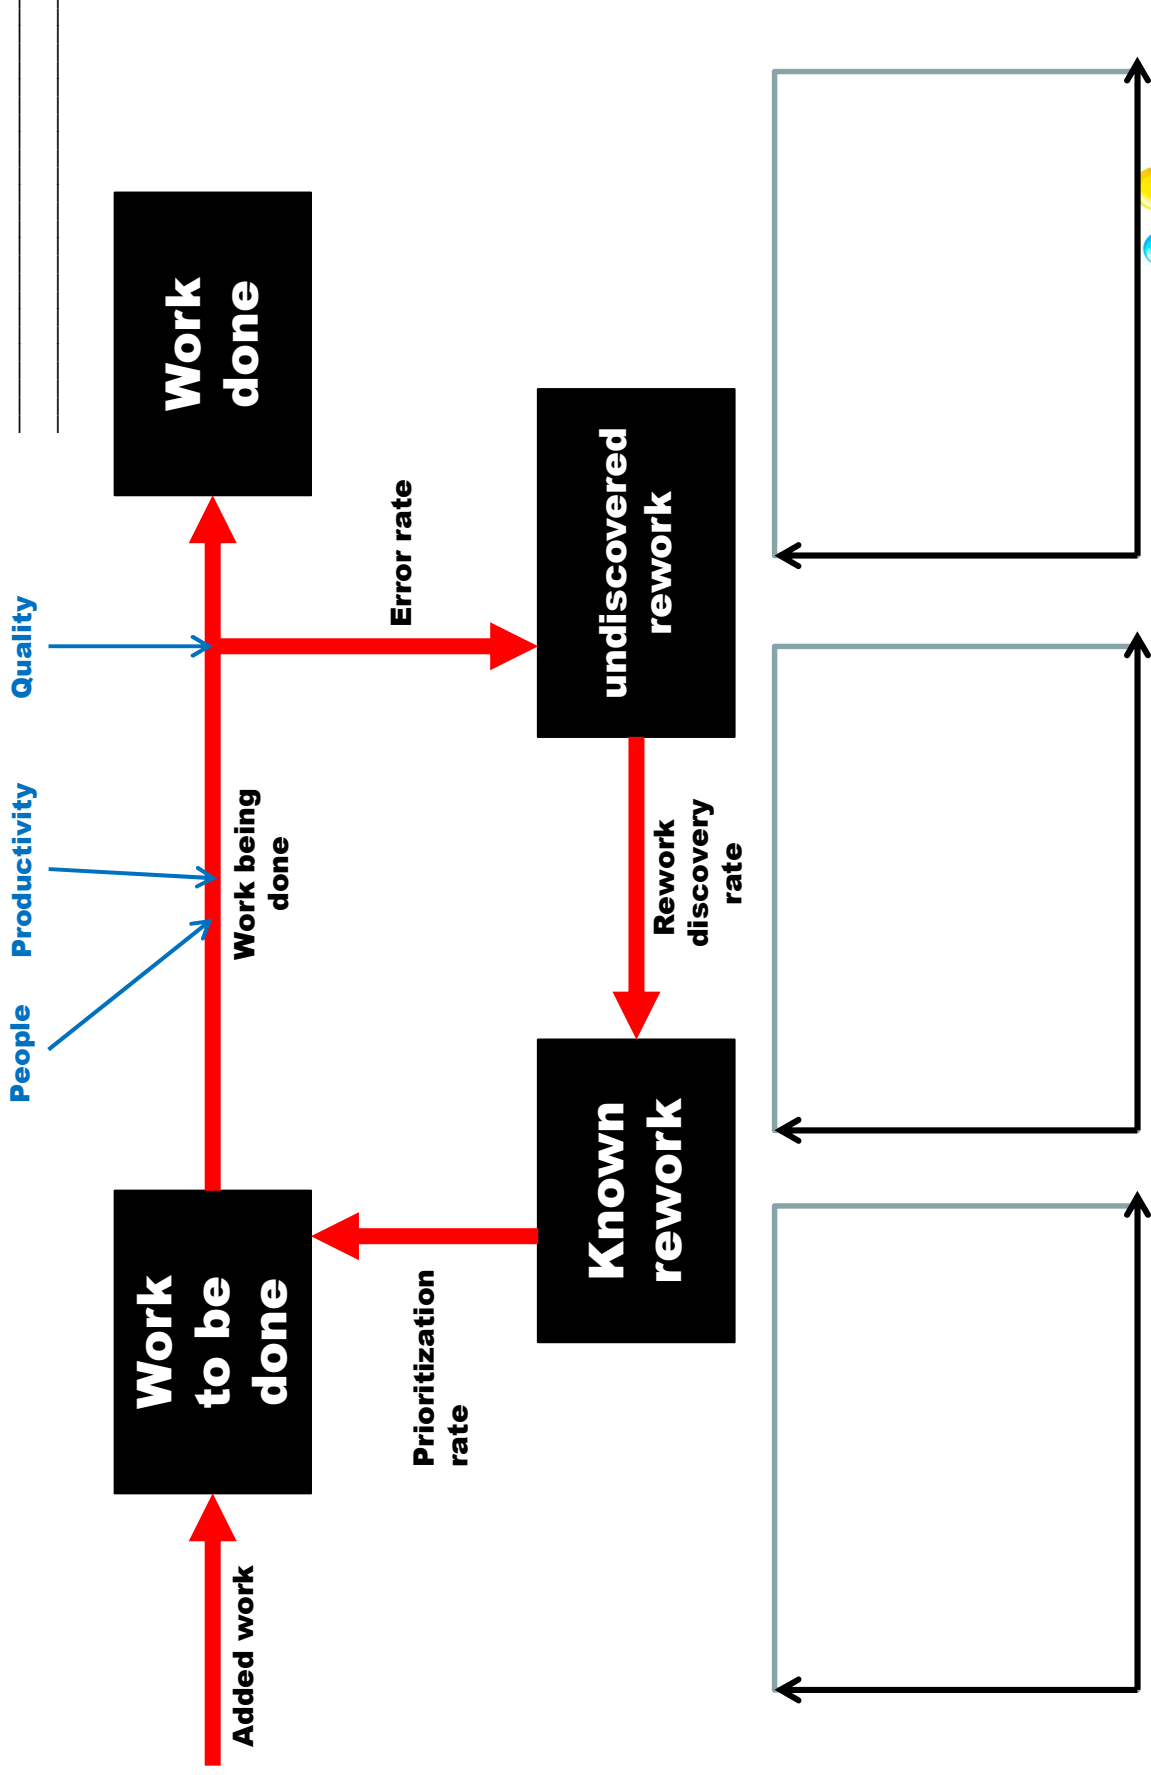 People
Productivity
Quality
Added work
Work
to be
done
Work being
done
Work
done
Prioritization
rate
Error rate
Known
rework
Rework
discovery
rate
undiscovered
rework